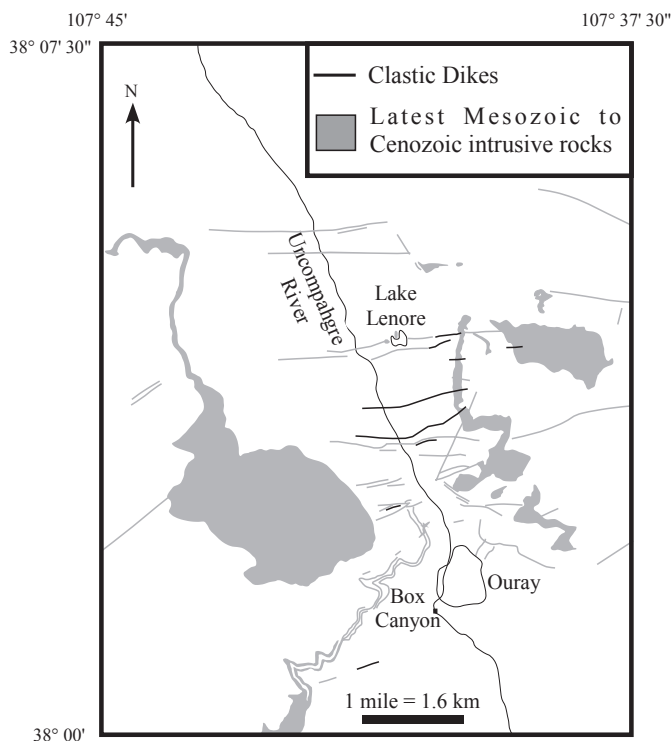 107° 45'
107° 37' 30"
38° 07' 30"
N
Clastic Dikes
Latest Mesozoic to
Cenozoic intrusive rocks
Uncompahgre
River
Lake
Lenore
Ouray
Box
Canyon
1 mile = 1.6 km
38° 00'